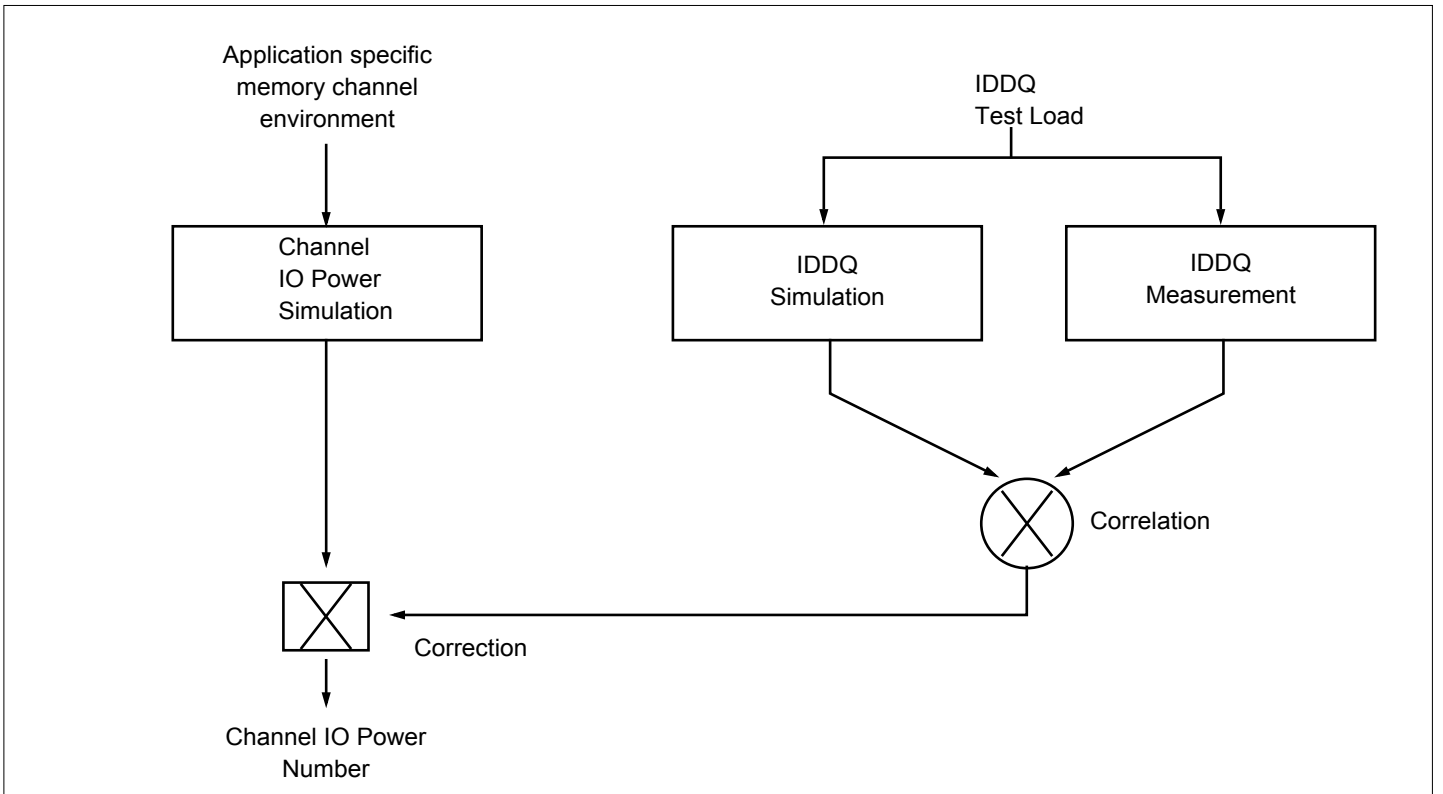 Application specific
memory channel
environment
IDDQ
Test Load
Channel
IO Power
Simulation
IDDQ
Simulation
IDDQ
Measurement
Correlation
Correction
Channel IO Power
Number